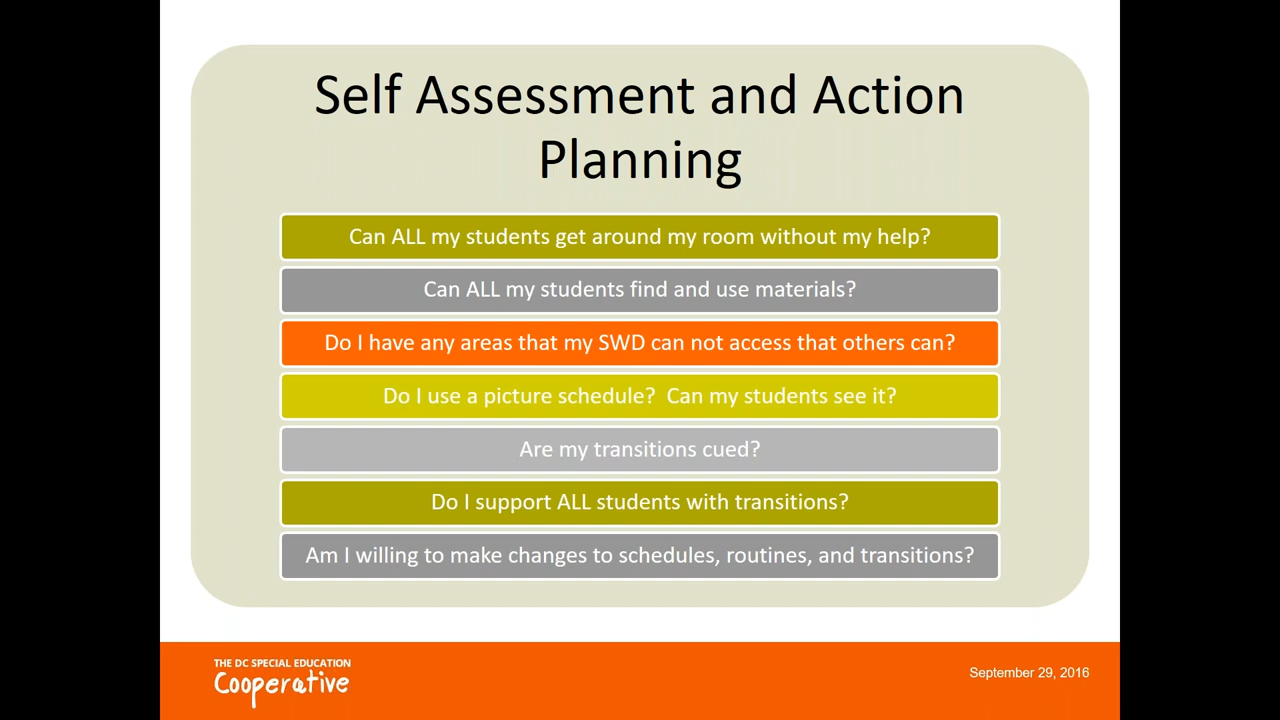 Self Assessment and Action
Planning
Can ALL my students get around my room without my help?
Can ALL my students find and use materials?
Do I have any areas that my SWD can not access that others can?
Do I use a picture schedule?  Can my students see it?
Are my transitions cued?
Do I support ALL students with transitions?
Am I willing to make changes to schedules, routines, and transitions?
THE DC SPECIAL EDUCATION
Cooperative
September 29, 2016